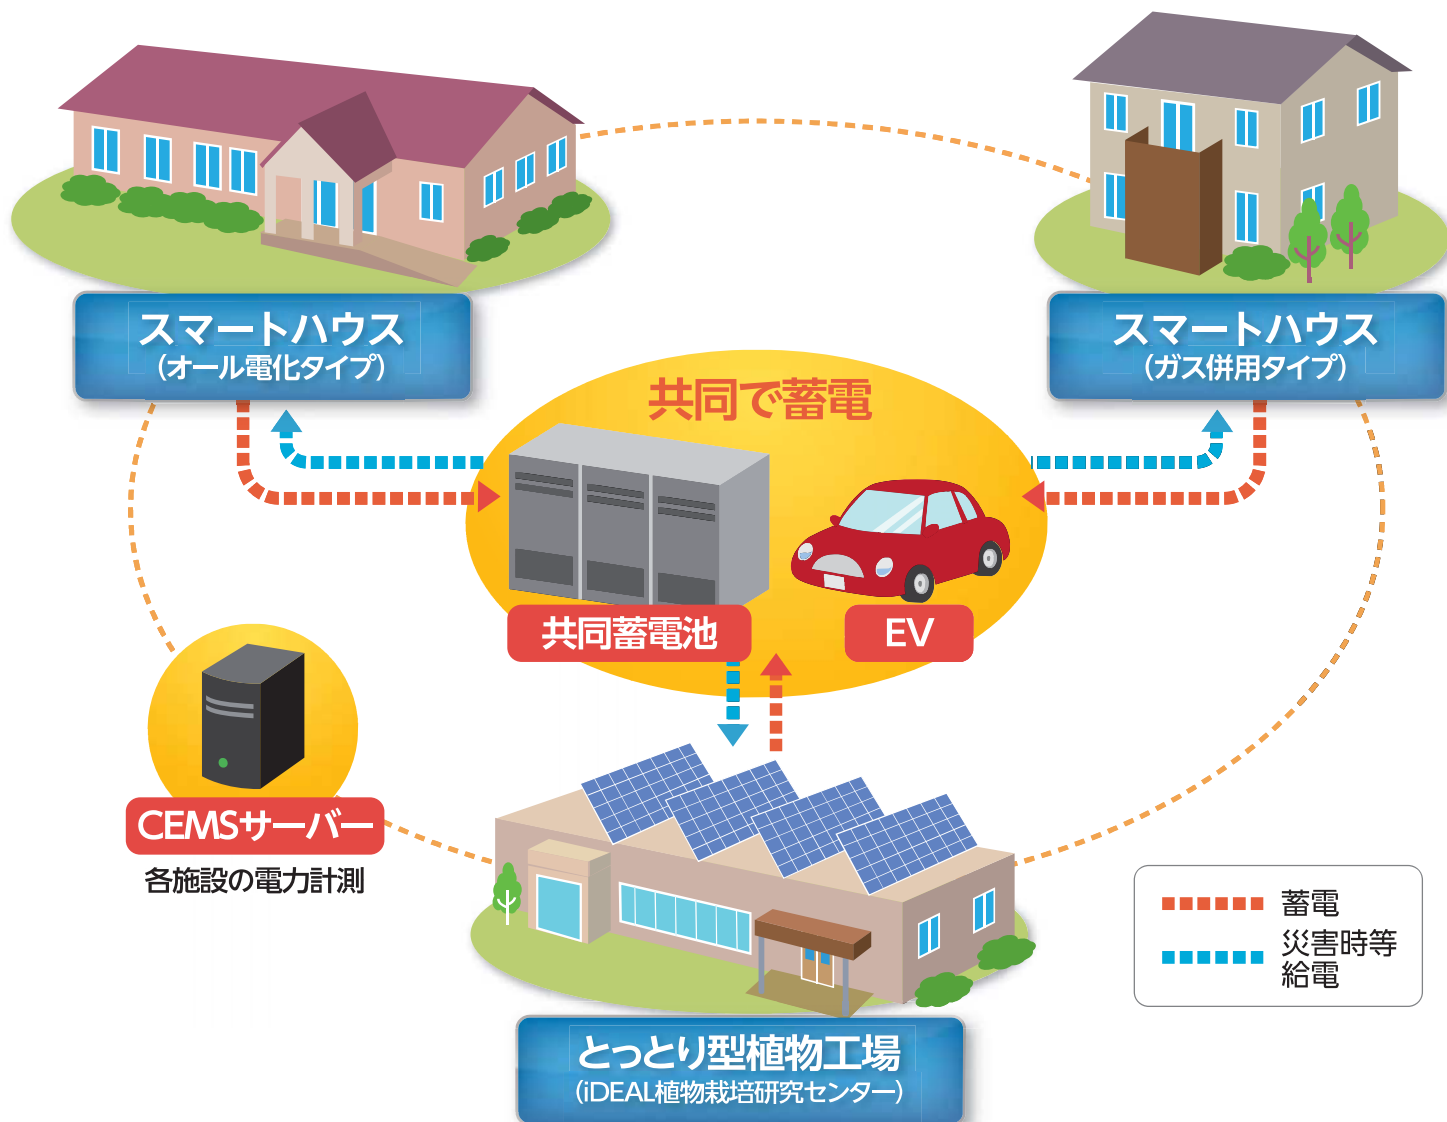 スマートハウス
（オール電化タイプ）
スマートハウス
（ガス併用タイプ）
共同で蓄電
共同蓄電池
EV
CEMSサーバー
各施設の電力計測
蓄電
災害時等
給電
とっとり型植物工場
（iDEAL植物栽培研究センター）